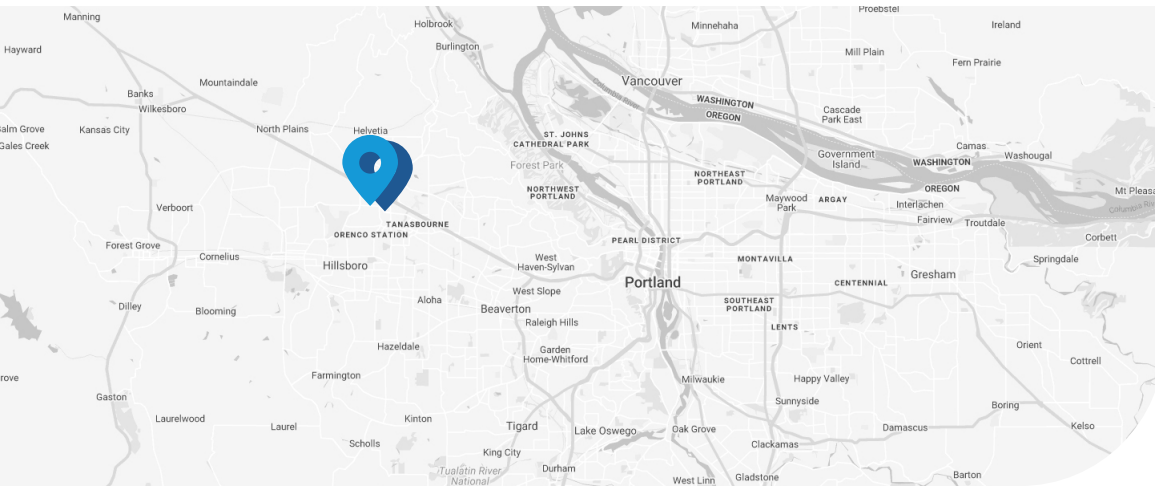 Manning
Holbrook
Proebstel
Minnehaha
Ireland
Hayward
Burlington
Mill Plain
Fern Prairie
Mountaindale
Vancouver
Banks
Wilkesboro
Columbia River
WASHINGTON
OREGON
Cascade
Park East
alm Grove
Kansas City
North Plains
Helvetia
ST. JOHNS
CATHEDRAL PARK
Gales Creek
Camas
Washougal
Government
Island
WASHINGTON
OREGON
Forest Park
NORTHEAST
PORTLAND
NORTHWEST
PORTLAND
Mt Pleasa
Maywood
Park
ARGAY
Interlachen
Columbia Riv
Verboort
Fairview
Troutdale
TANASBOURNE
ORENCO STATION
PEARL DISTRICT
Corbett
Forest Grove
Cornelius
Hillsboro
West
Haven-Sylvan
MONTAVILLA
Springdale
Portland
Gresham
CENTENNIAL
West Slope
Dilley
Blooming
Aloha
Beaverton
SOUTHEAST
PORTLAND
Raleigh Hills
LENTS
Hazeldale
Garden
Home-Whitford
Orient
Cottrell
rove
Farmington
Milwaukie
Happy Valley
Gaston
Sunnyside
Boring
Laurelwood
Laurel
Kinton
Tigard
Lake Oswego
Oak Grove
Damascus
Kelso
Scholls
King City
Clackamas
Tualatin River
National
Durham
West Linn
Gladstone
Barton